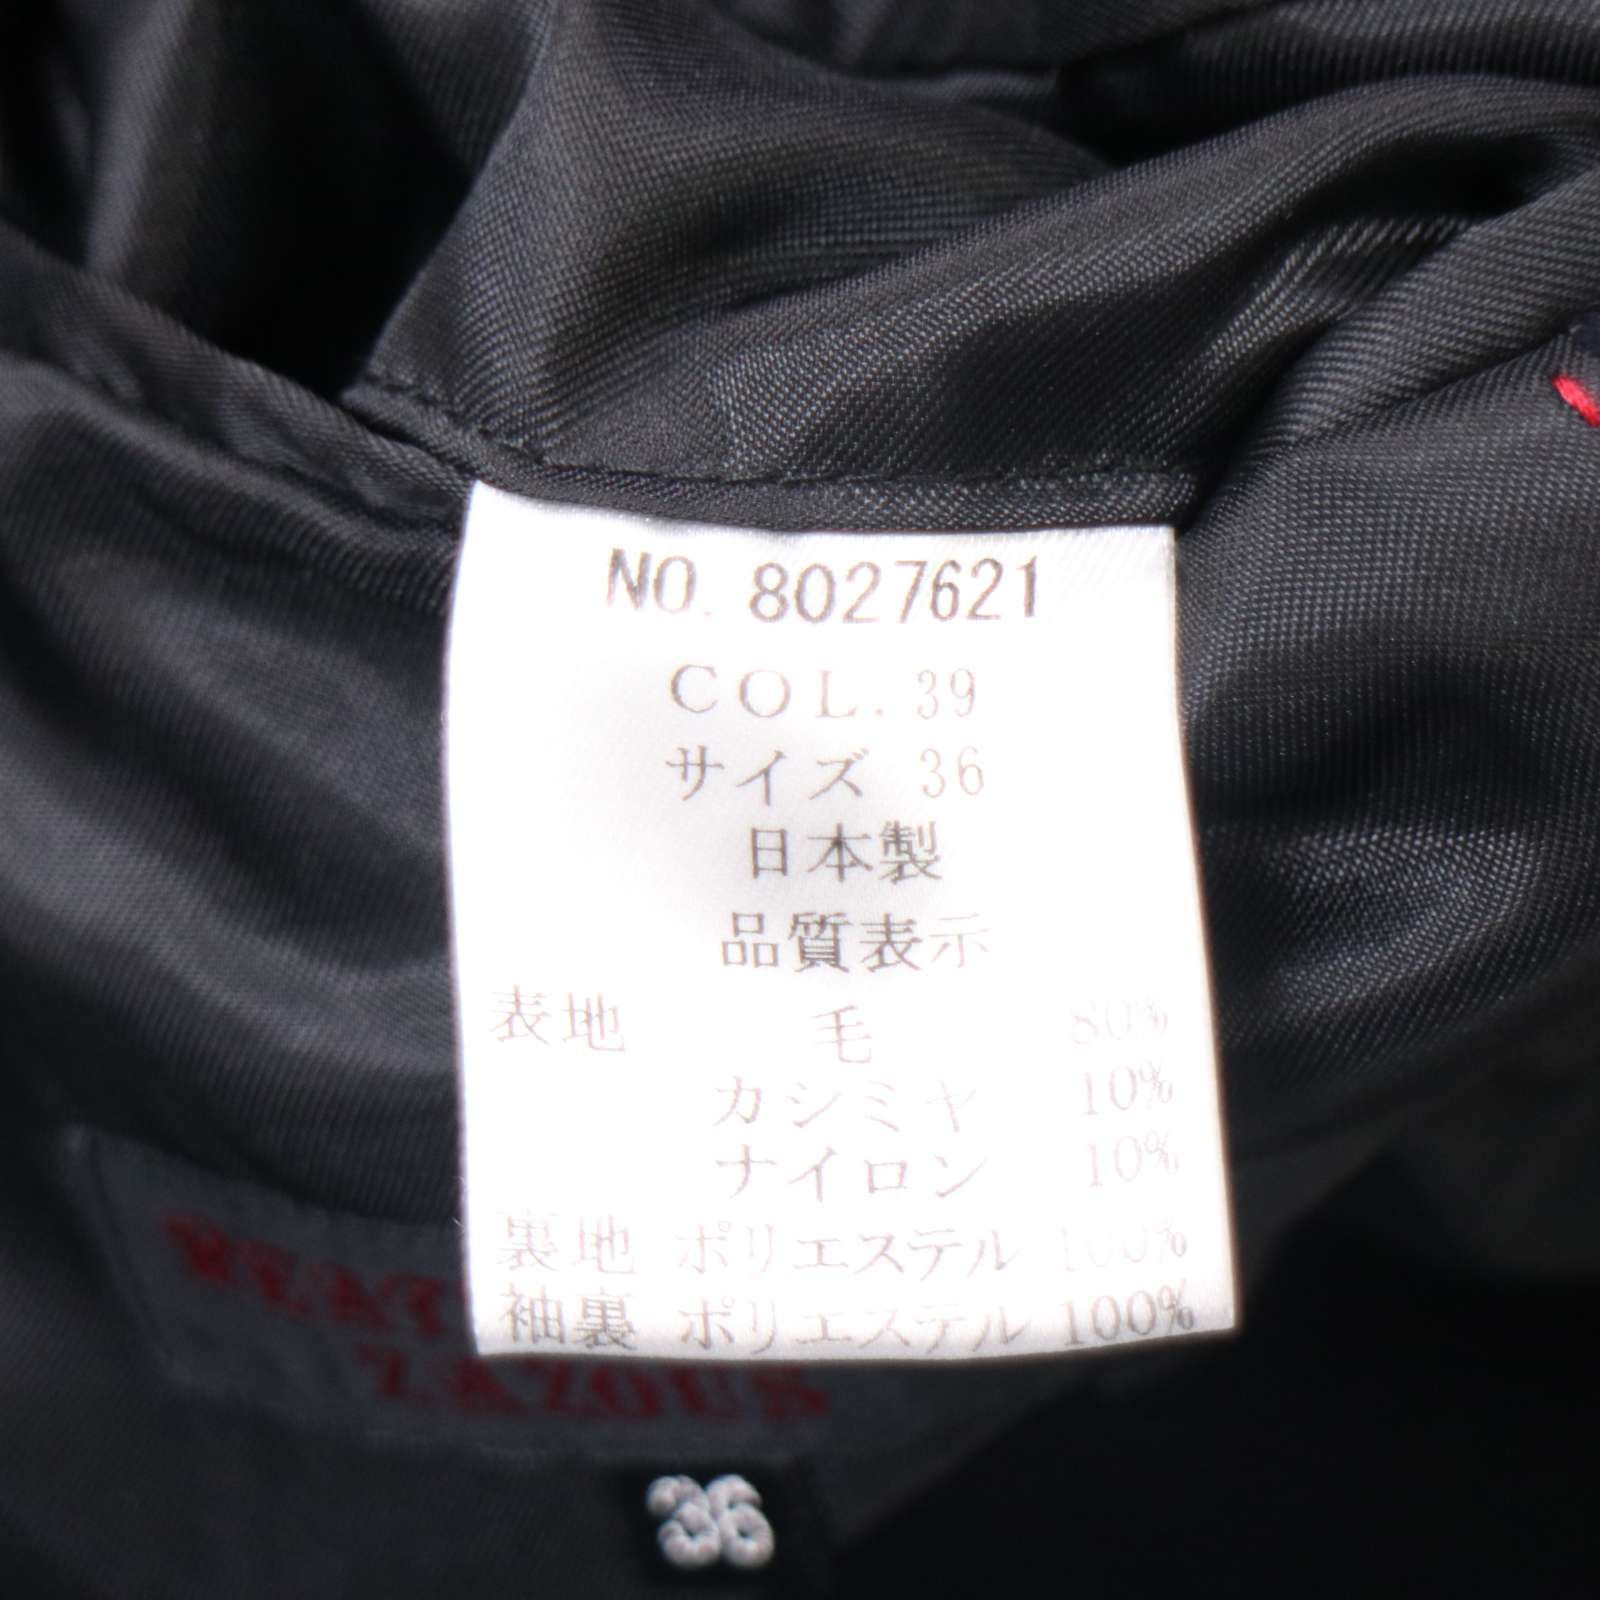 NO. 8027621
COL. 39
サイズ 36
日本製
品質表示
表地 毛 80%
カシミヤ 10%
ナイロン 10%
裏地 ポリエステル 100%
袖裏 ポリエステル 100%
ZAZOUS
36